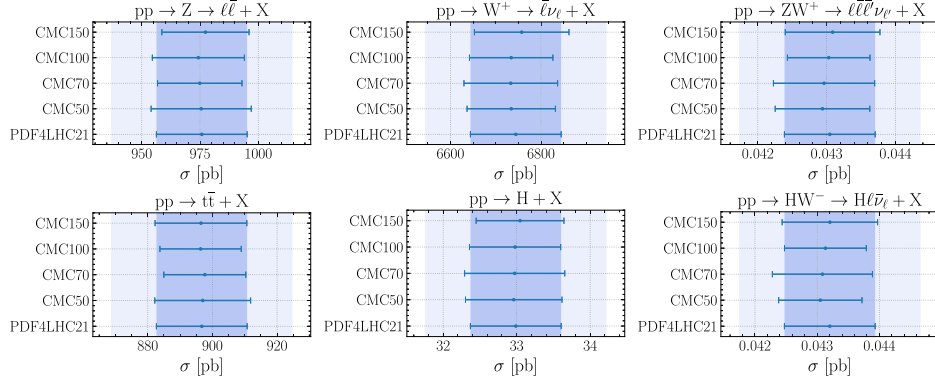 pp → Z → ℓℓ̄ + X
CMC150
CMC100
CMC70
CMC50
PDF4LHC21
950 975 1000
σ [pb]
pp → W⁺ → ℓ̄ν_ℓ + X
CMC150
CMC100
CMC70
CMC50
PDF4LHC21
6600 6800
σ [pb]
pp → ZW⁺ → ℓℓ̄ℓ̄′ν_ℓ′ + X
CMC150
CMC100
CMC70
CMC50
PDF4LHC21
0.042 0.043 0.044
σ [pb]
pp → tt̄ + X
CMC150
CMC100
CMC70
CMC50
PDF4LHC21
880 900 920
σ [pb]
pp → H + X
CMC150
CMC100
CMC70
CMC50
PDF4LHC21
32 33 34
σ [pb]
pp → HW⁻ → Hℓν̄_ℓ + X
CMC150
CMC100
CMC70
CMC50
PDF4LHC21
0.042 0.043 0.044
σ [pb]